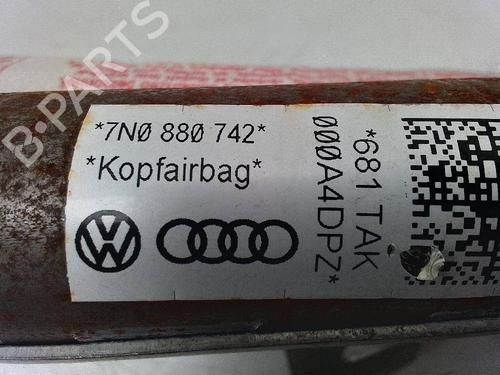 B-PARTS
*7N0 880 742*
*Kopfairbag*
*681 TAK
000A4DPZ*